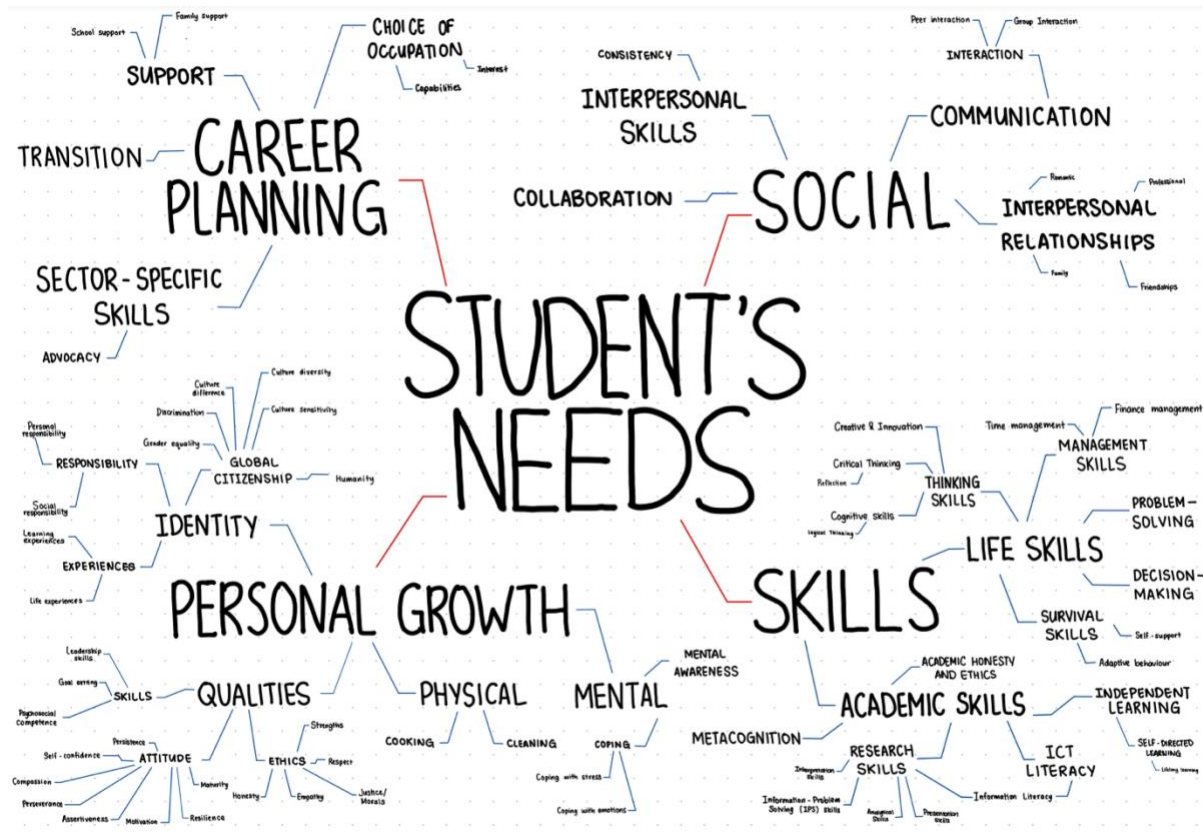 STUDENT'S
NEEDS
CAREER
PLANNING
SUPPORT
School support
Family support
CHOICE OF
OCCUPATION
Capabilities
Interest
TRANSITION
SECTOR-SPECIFIC
SKILLS
ADVOCACY
SOCIAL
CONSISTENCY
INTERPERSONAL
SKILLS
COLLABORATION
COMMUNICATION
INTERACTION
Peer interaction
Group Interaction
INTERPERSONAL
RELATIONSHIPS
Romantic
Professional
Family
Friendships
PERSONAL GROWTH
IDENTITY
RESPONSIBILITY
Personal
responsibility
Social
responsibility
EXPERIENCES
Learning
experiences
Life experiences
GLOBAL
CITIZENSHIP
Gender equality
Discrimination
Culture
difference
Culture diversity
Culture sensitivity
Humanity
QUALITIES
SKILLS
Leadership
skills
Goal setting
Psychosocial
competence
ATTITUDE
Persistence
Self-confidence
Compassion
Perseverance
Assertiveness
Motivation
Resilience
Maturity
ETHICS
Strengths
Respect
Justice/
Morals
Empathy
Honesty
PHYSICAL
COOKING
CLEANING
MENTAL
MENTAL
AWARENESS
COPING
Coping with stress
Coping with emotions
SKILLS
LIFE SKILLS
THINKING
SKILLS
Creative & Innovation
Critical Thinking
Reflection
Cognitive skills
Logical Thinking
MANAGEMENT
SKILLS
Time management
Finance management
PROBLEM-
SOLVING
DECISION-
MAKING
SURVIVAL
SKILLS
Self-support
Adaptive behaviour
ACADEMIC SKILLS
ACADEMIC HONESTY
AND ETHICS
METACOGNITION
RESEARCH
SKILLS
Interpretation
Skills
Information-Problem
Solving (IPS) Skills
Analytical
Skills
Presentation
Skills
Information Literacy
ICT
LITERACY
INDEPENDENT
LEARNING
SELF-DIRECTED
LEARNING
Lifelong learning